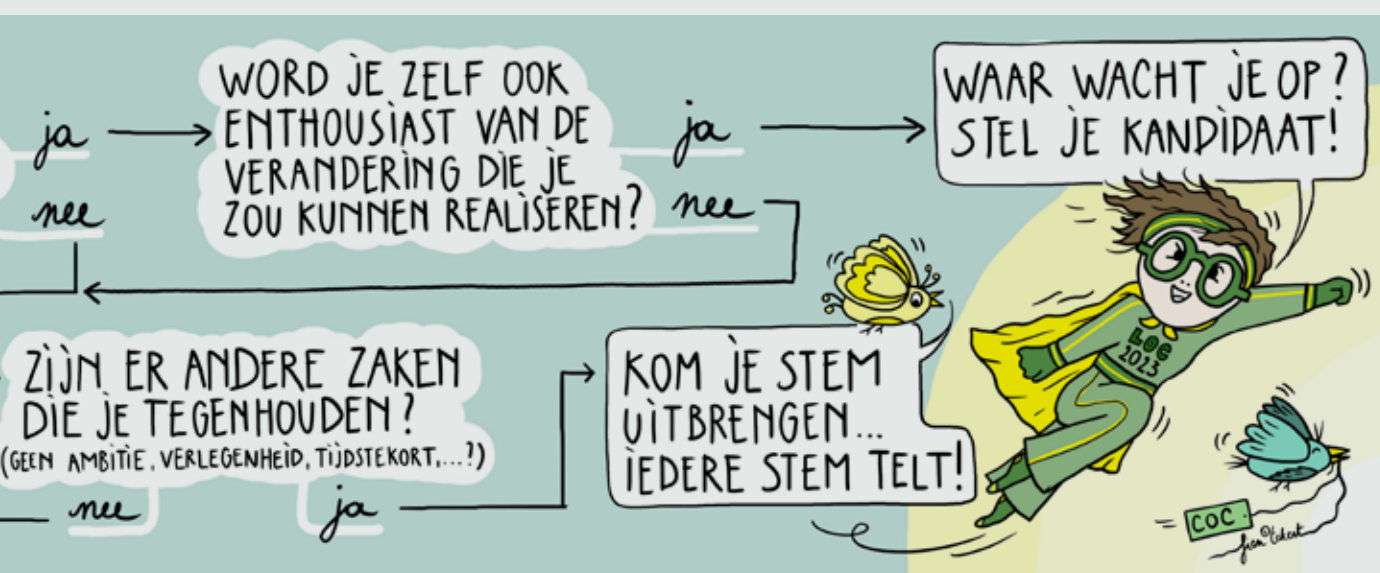 ja
nee
WORD JE ZELF OOK
ENTHOUSIAST VAN DE
VERANDERING DIE JE
ZOU KUNNEN REALISEREN?
ja
nee
WAAR WACHT JE OP?
STEL JE KANDIDAAT!
ZIJN ER ANDERE ZAKEN
DIE JE TEGENHOUDEN?
(GEEN AMBITIE, VERLEGENHEID, TIJDSTEKORT,...?)
nee
ja
KOM JE STEM
UITBRENGEN...
IEDERE STEM TELT!
LOC
2023
COC